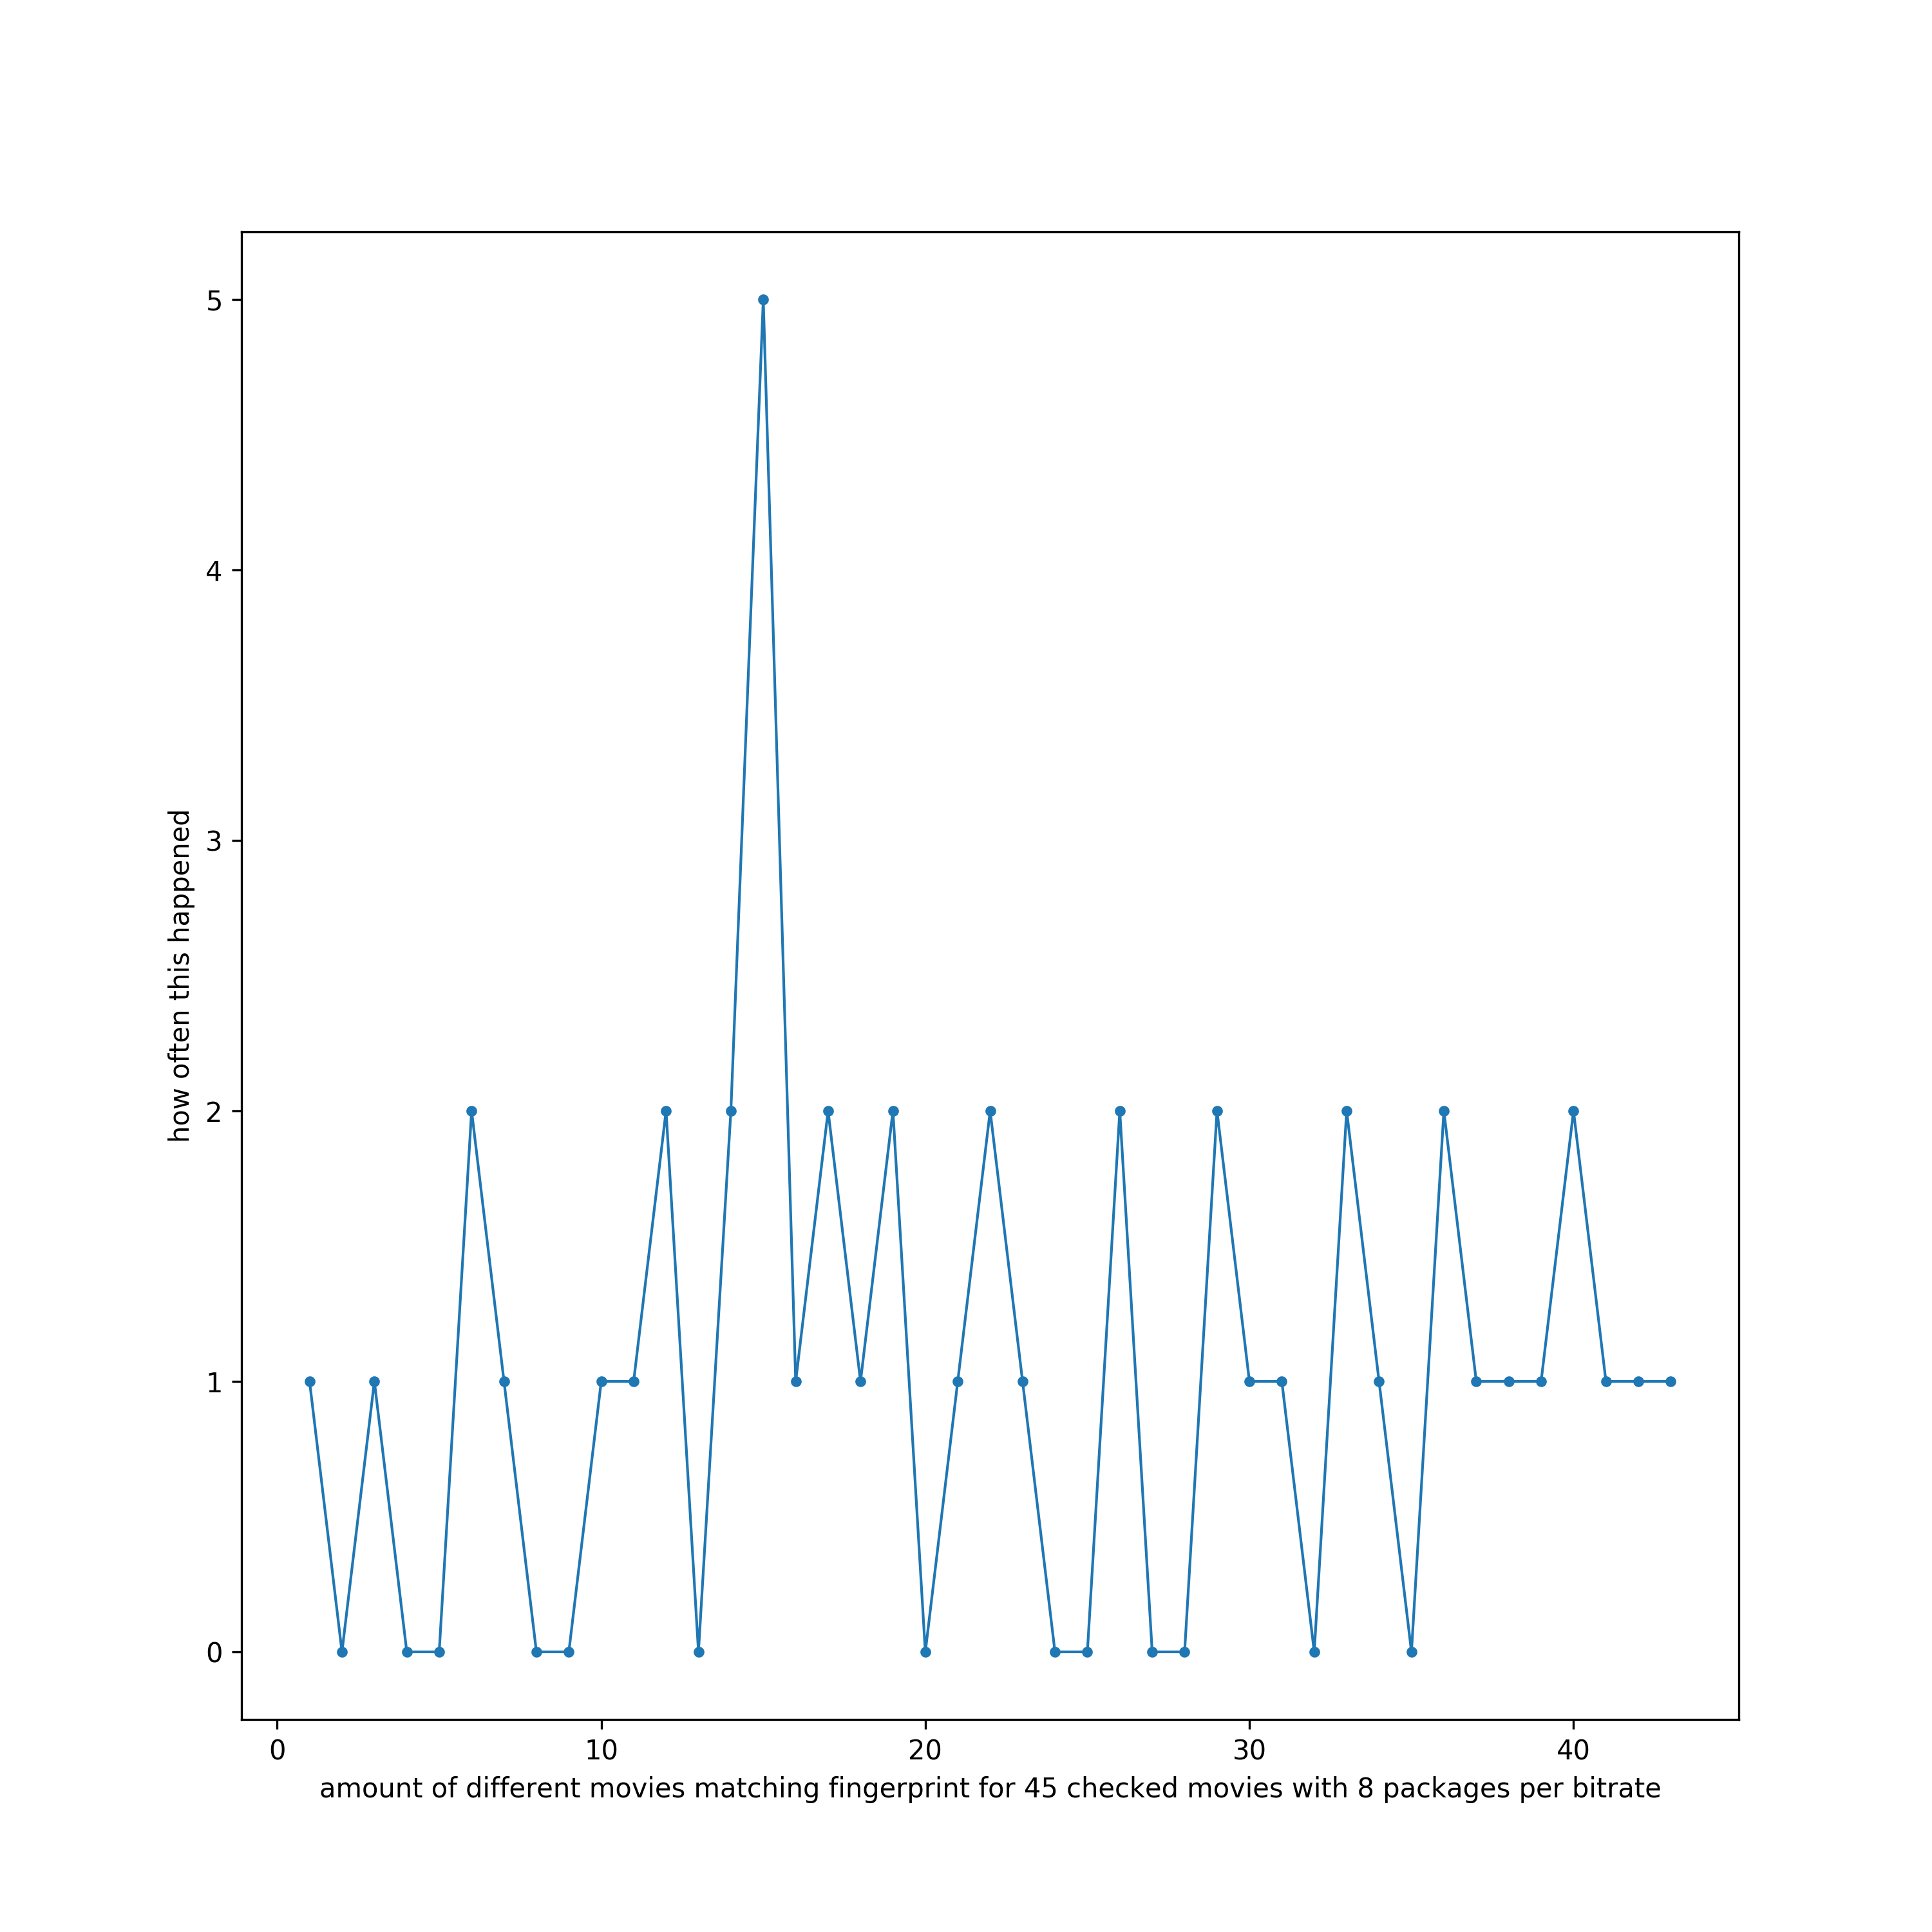 5
4
3
2
1
0
how often this happened
0 10 20 30 40
amount of different movies matching fingerprint for 45 checked movies with 8 packages per bitrate